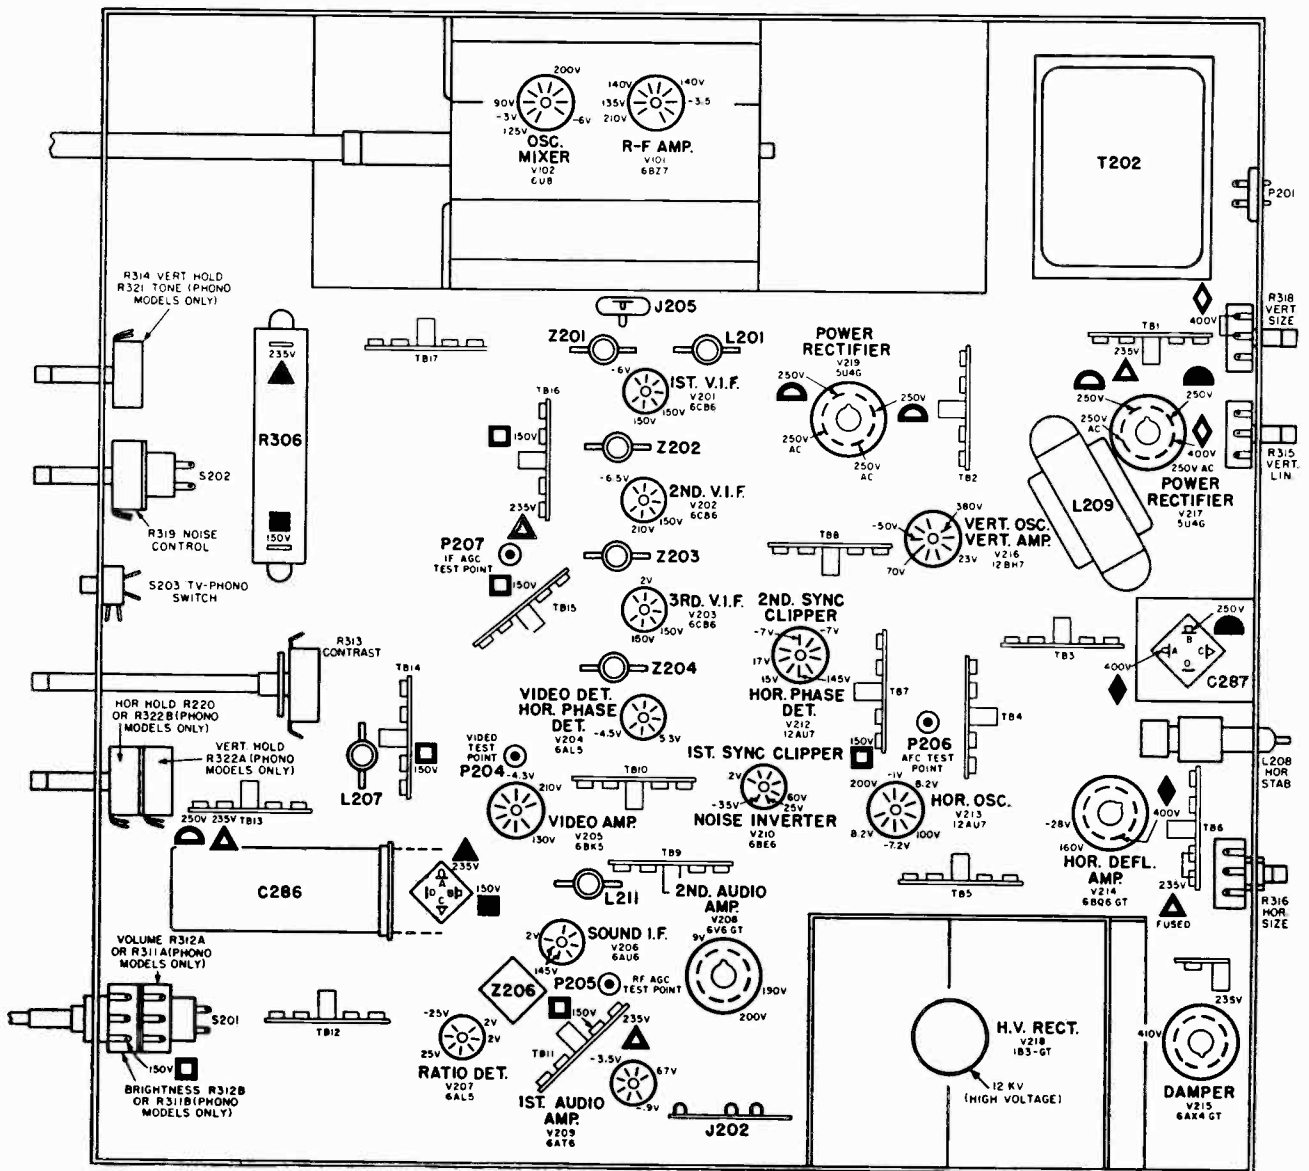 200V
90V
-3V
125V
-6V
OSC.
MIXER
V102
6U8
140V
135V
210V
140V
-3.5
R-F AMP.
V101
6BZ7
T202
P201
R314 VERT HOLD
R321 TONE (PHONO
MODELS ONLY)
235V
R306
150V
TB17
J205
Z201
L201
-6V
1ST. V.I.F.
V201
6CB6
150V
150V
POWER
RECTIFIER
V219
5U4G
250V
250V
250V
AC
250V
AC
TB2
400V
R318
VERT
SIZE
TB1
235V
250V
250V
250V
AC
400V
250V AC
POWER
RECTIFIER
V217
5U4G
R315
VERT.
LIN.
L209
TB16
150V
235V
S202
R319 NOISE
CONTROL
Z202
-6.5V
2ND. V.I.F.
V202
6CB6
150V
210V
P207
IF AGC
TEST POINT
150V
TB15
Z203
2V
3RD. V.I.F.
V203
6CB6
150V
150V
TB8
380V
-50V
70V
23V
VERT. OSC.
VERT. AMP.
V216
12BH7
S203 TV-PHONO
SWITCH
R313
CONTRAST
2ND. SYNC
CLIPPER
-7V
-7V
17V
15V
145V
HOR. PHASE
DET.
V212
12AU7
TB7
150V
TB3
250V
B
A
C
D
400V
C287
Z204
VIDEO DET.
HOR. PHASE
DET.
V204
6AL5
-4.5V
5.3V
TB14
150V
HOR HOLD R220
OR R322B(PHONO
MODELS ONLY)
VERT. HOLD
R322A (PHONO
MODELS ONLY)
L207
VIDEO
TEST
POINT
P204
-4.3V
210V
130V
VIDEO AMP.
V205
6BK5
TB10
1ST. SYNC CLIPPER
2V
-35V
60V
25V
NOISE INVERTER
V210
6BE6
P206
AFC TEST
POINT
TB4
200V
-1V
8.2V
8.2V
-7.2V
100V
HOR. OSC.
V213
12AU7
L208
HOR
STAB
-28V
160V
400V
HOR. DEFL.
AMP.
V214
6BQ6 GT
TB6
235V
FUSED
R316
HOR.
SIZE
TB13
250V 235V
C286
235V
A
B
C
D
150V
L211
TB9
TB5
2ND. AUDIO
AMP.
V208
6V6 GT
9V
190V
200V
VOLUME R312A
OR R311A(PHONO
MODELS ONLY)
S201
150V
BRIGHTNESS R312B
OR R311B(PHONO
MODELS ONLY)
TB12
2V
145V
SOUND I.F.
V206
6AU6
Z206
P205
RF AGC
TEST POINT
150V
235V
TB11
-25V
2V
2V
25V
RATIO DET.
V207
6AL5
-3.5V
67V
-.9V
1ST. AUDIO
AMP.
V209
6AT6
J202
H.V. RECT.
V218
1B3-GT
12 KV
(HIGH VOLTAGE)
235V
410V
DAMPER
V215
6AX4 GT